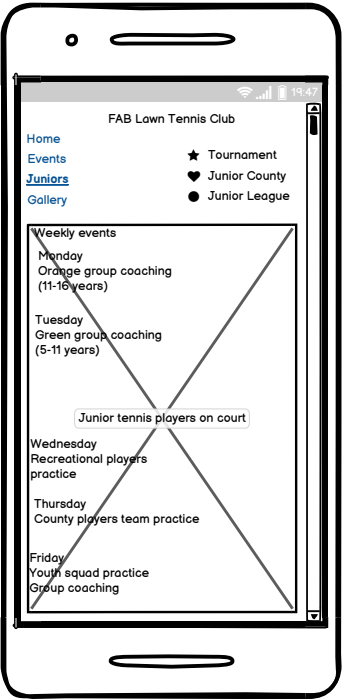 19:47
FAB Lawn Tennis Club
Home
Events
Juniors
Gallery
Tournament
Junior County
Junior League
Weekly events
Monday
Orange group coaching
(11-16 years)
Tuesday
Green group coaching
(5-11 years)
Junior tennis players on court
Wednesday
Recreational players
practice
Thursday
County players team practice
Friday
Youth squad practice
Group coaching